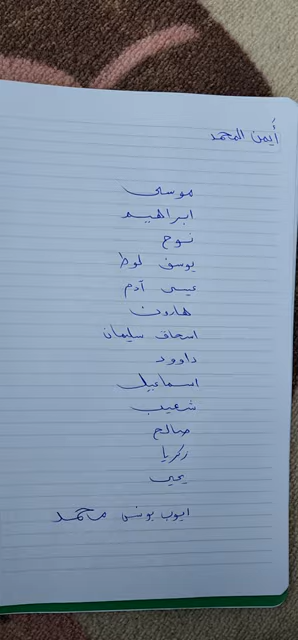 أيمن المحمد
موسى
ابراهيم
نوح
يوسف لوط
عيسى آدم
هارون
اسحاق سليمان
داوود
اسماعيل
شعيب
صالح
زكريا
يحيى
ايوب يونس محمد